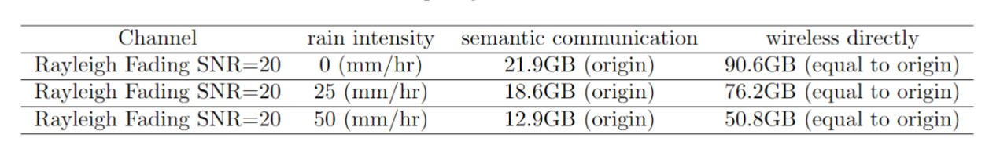 Channel rain intensity semantic communication wireless directly
Rayleigh Fading SNR=20 0 (mm/hr) 21.9GB (origin) 90.6GB (equal to origin)
Rayleigh Fading SNR=20 25 (mm/hr) 18.6GB (origin) 76.2GB (equal to origin)
Rayleigh Fading SNR=20 50 (mm/hr) 12.9GB (origin) 50.8GB (equal to origin)